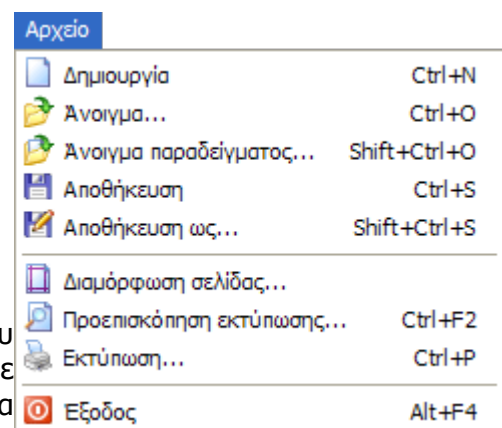 Αρχείο
Δημιουργία Ctrl+N
Άνοιγμα... Ctrl+O
Άνοιγμα παραδείγματος... Shift+Ctrl+O
Αποθήκευση Ctrl+S
Αποθήκευση ως... Shift+Ctrl+S
Διαμόρφωση σελίδας...
Προεπισκόπηση εκτύπωσης... Ctrl+F2
Εκτύπωση... Ctrl+P
Έξοδος Alt+F4